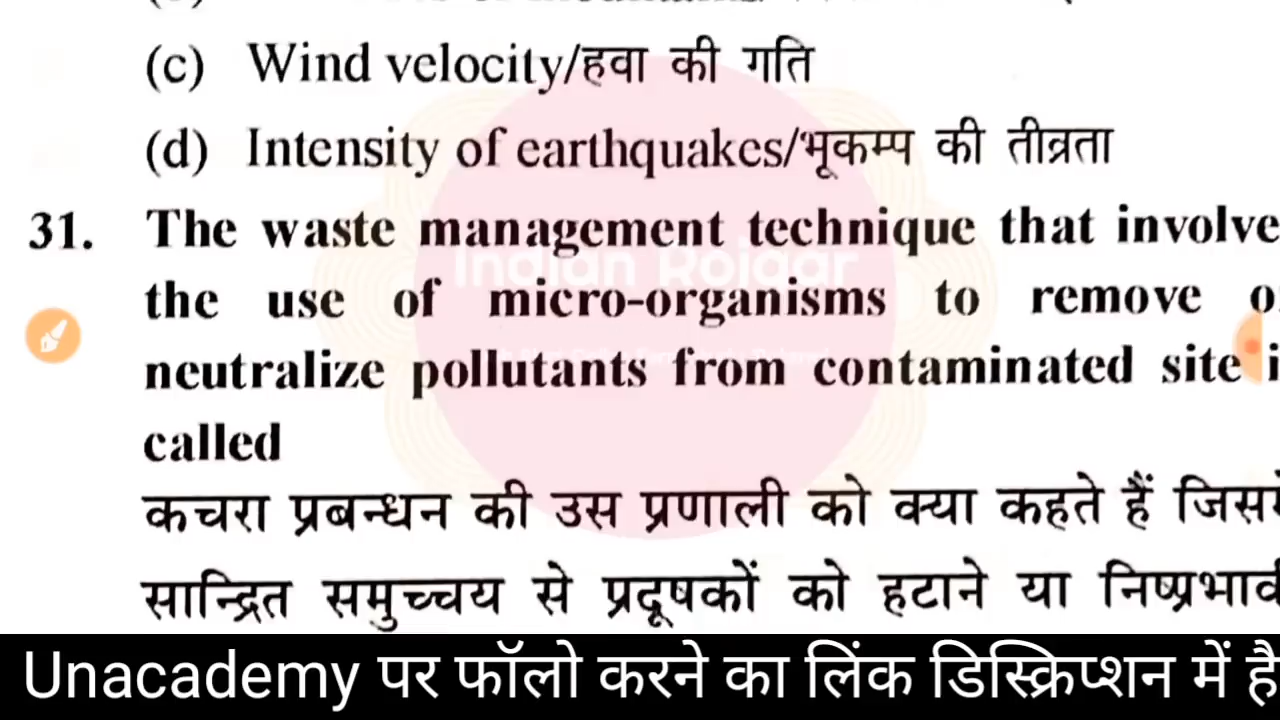 (c) Wind velocity/हवा की गति
(d) Intensity of earthquakes/भूकम्प की तीव्रता
31. The waste management technique that involve
the use of micro-organisms to remove
neutralize pollutants from contaminated site
called
कचरा प्रबन्धन की उस प्रणाली को क्या कहते हैं
सान्द्रित समुच्चय से प्रदूषकों को हटाने या
Indian Rojgar
Unacademy पर फॉलो करने का लिंक डिस्क्रिप्शन में है